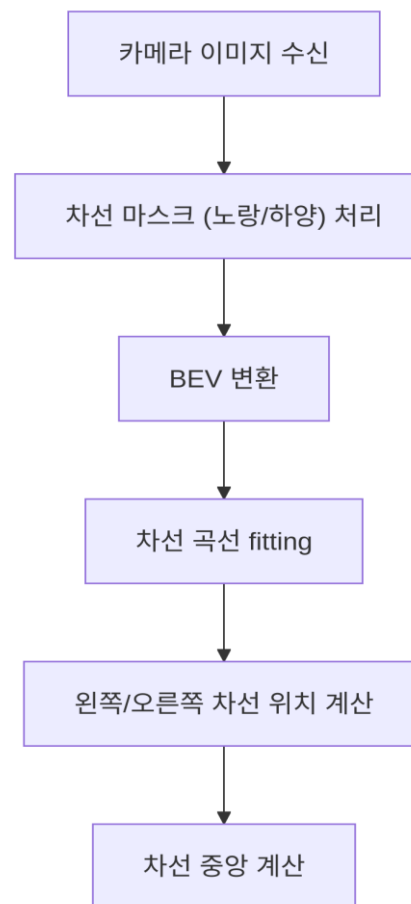 카메라 이미지 수신
차선 마스크 (노랑/하양) 처리
BEV 변환
차선 곡선 fitting
왼쪽/오른쪽 차선 위치 계산
차선 중앙 계산